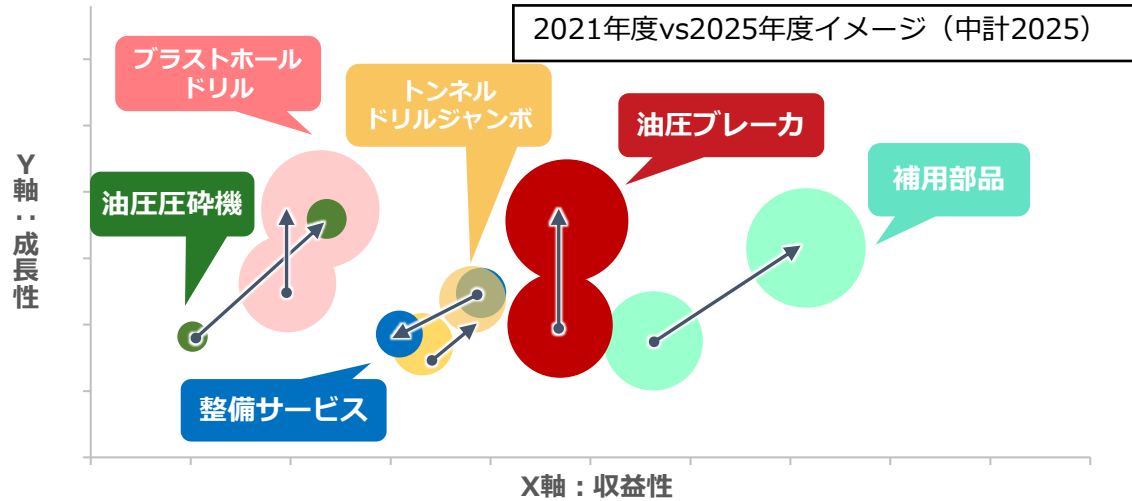 2021年度vs2025年度イメージ（中計2025）
ブラストホール
ドリル
トンネル
ドリルジャンボ
油圧ブレーカ
補用部品
油圧圧砕機
整備サービス
Y軸：成長性
X軸：収益性